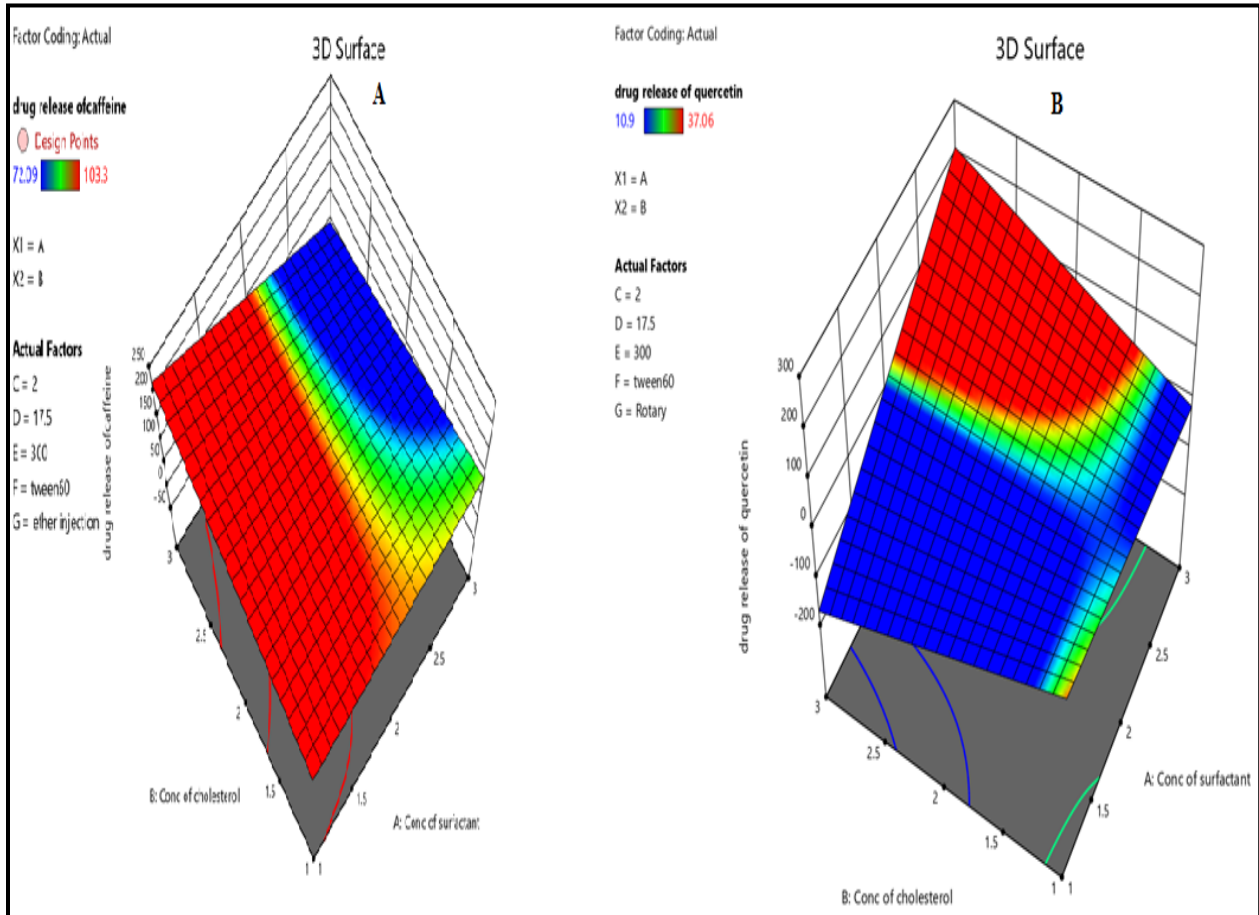 Factor Coding: Actual
3D Surface
A
drug release ofcaffeine
Design Points
72.09 103.3
X1 = A
X2 = B
Actual Factors
C = 2
D = 17.5
E = 300
F = tween60
G = ether injection
drug release ofcaffeine
250
200
150
100
50
0
-50
3
2.5
2
1.5
1
B: Conc of cholesterol
1
1.5
2
2.5
3
A: Conc of surfactant
Factor Coding: Actual
3D Surface
B
drug release of quercetin
10.9 37.06
X1 = A
X2 = B
Actual Factors
C = 2
D = 17.5
E = 300
F = tween60
G = Rotary
drug release of quercetin
300
200
100
0
-100
-200
3
2.5
2
1.5
1
B: Conc of cholesterol
1
1.5
2
2.5
3
A: Conc of surfactant